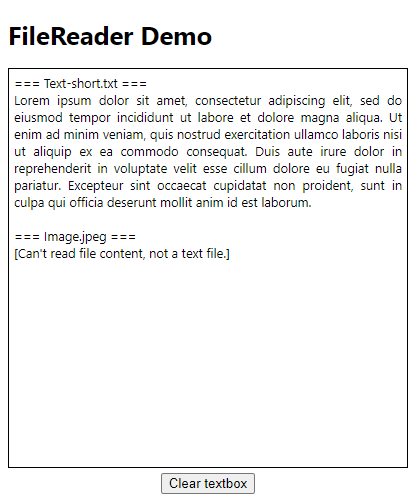 FileReader Demo
=== Text-short.txt ===
Lorem ipsum dolor sit amet, consectetur adipiscing elit, sed do
eiusmod tempor incididunt ut labore et dolore magna aliqua. Ut
enim ad minim veniam, quis nostrud exercitation ullamco laboris nisi
ut aliquip ex ea commodo consequat. Duis aute irure dolor in
reprehenderit in voluptate velit esse cillum dolore eu fugiat nulla
pariatur. Excepteur sint occaecat cupidatat non proident, sunt in
culpa qui officia deserunt mollit anim id est laborum.
=== Image.jpeg ===
[Can't read file content, not a text file.]
Clear textbox